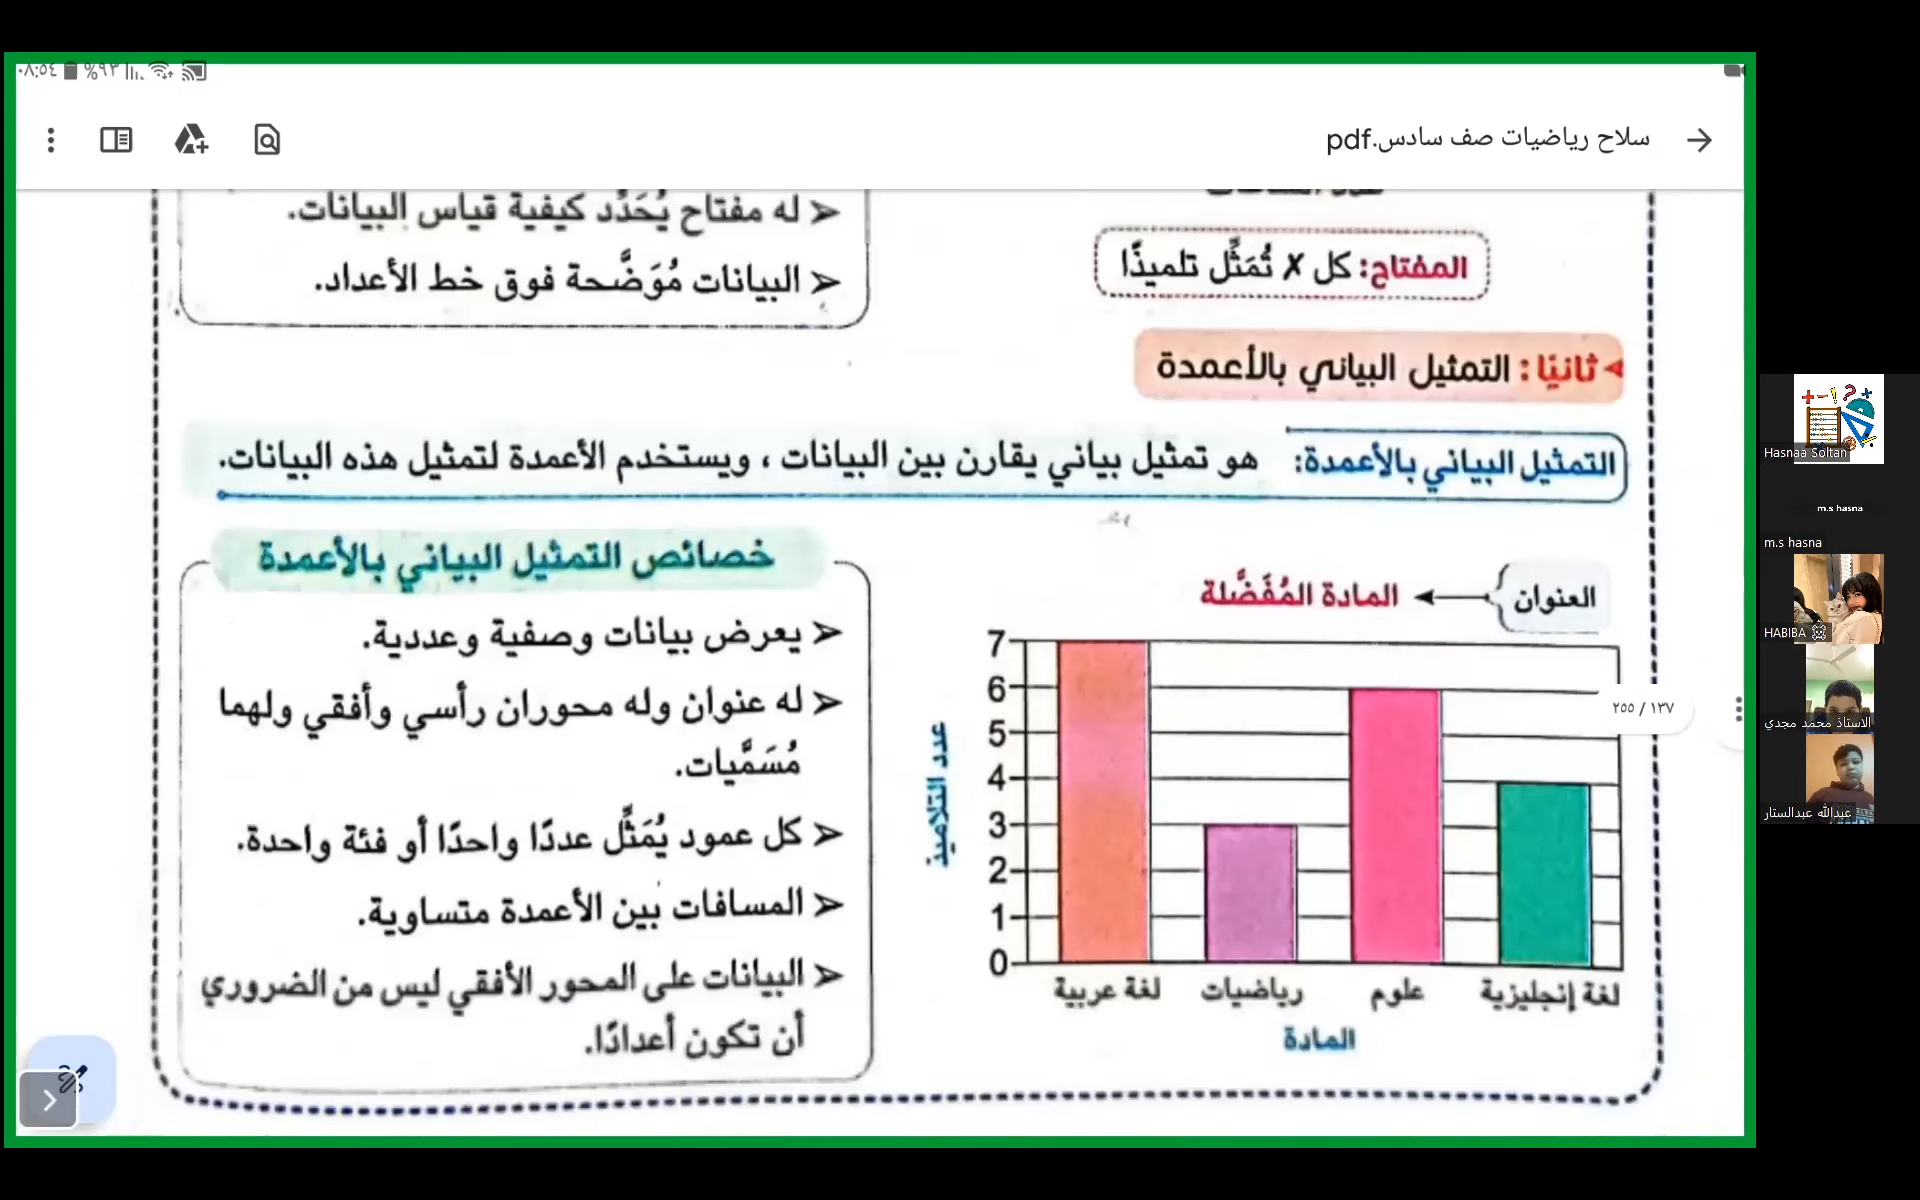 ٠٨:٥٤ %٩٣
سلاح رياضيات صف سادس.pdf
المفتاح: كل ✗ تُمَثِّل تلميذًا
➤ له مفتاح يُحَدِّد كيفية قياس البيانات.
➤ البيانات مُوَضَّحة فوق خط الأعداد.
ثانيًا: التمثيل البياني بالأعمدة
التمثيل البياني بالأعمدة: هو تمثيل بياني يقارن بين البيانات ، ويستخدم الأعمدة لتمثيل هذه البيانات.
العنوان
المادة المُفَضَّلة
7
6
5
4
3
2
1
0
عدد التلاميذ
لغة عربية رياضيات علوم لغة إنجليزية
المادة
خصائص التمثيل البياني بالأعمدة
➤ يعرض بيانات وصفية وعددية.
➤ له عنوان وله محوران رأسي وأفقي ولهما
مُسَمَّيات.
➤ كل عمود يُمَثِّل عددًا واحدًا أو فئة واحدة.
➤ المسافات بين الأعمدة متساوية.
➤ البيانات على المحور الأفقي ليس من الضروري
أن تكون أعدادًا.
١٣٧ / ٢٥٥
Hasnaa Soltan
m.s hasna
m.s hasna
HABIBA
الاستاذ محمد مجدي
عبدالله عبدالستار